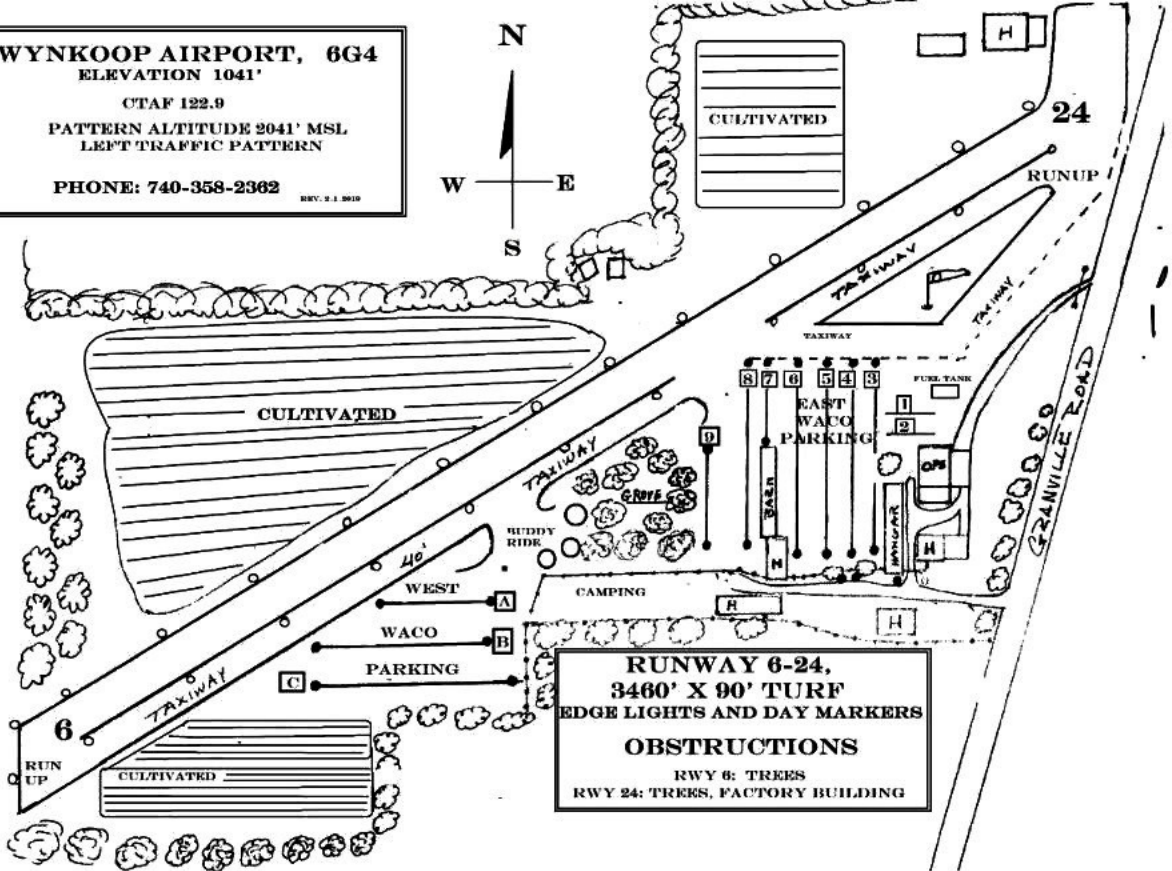 WYNKOOP AIRPORT, 6G4
ELEVATION 1041'
CTAF 122.9
PATTERN ALTITUDE 2041' MSL
LEFT TRAFFIC PATTERN
PHONE: 740-358-2362
REV. 2.1.2019
N
W E
S
H
CULTIVATED
24
RUNUP
TAXIWAY
TAXIWAY
TAXIWAY
8 7 6 5 4 3
FUEL TANK
1
2
EAST
WACO
PARKING
9
OPS
CULTIVATED
TAXIWAY
GROVE
BARN
HANGAR
H
H
GRANVILLE ROAD
BUDDY
RIDE
40'
WEST
A
CAMPING
H
H
WACO
B
PARKING
C
TAXIWAY
6
RUN
UP
CULTIVATED
RUNWAY 6-24,
3460' X 90' TURF
EDGE LIGHTS AND DAY MARKERS
OBSTRUCTIONS
RWY 6: TREES
RWY 24: TREES, FACTORY BUILDING